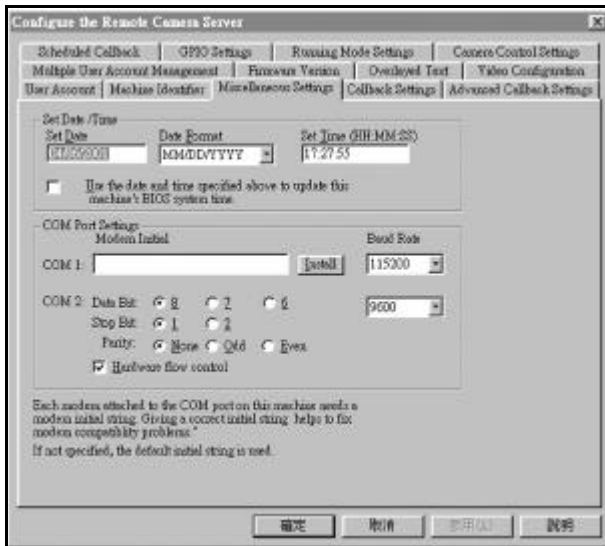 Configure the Remote Camera Server
Scheduled Callback GPIO Settings Running Mode Settings Camera Control Settings
Multiple User Account Management Firmware Version Overlayed Text Video Configuration
User Account Machine Identifier Miscellaneous Settings Callback Settings Advanced Callback Settings
Set Date /Time
Set Date Date Format Set Time (HH:MM:SS)
MM/DD/YYYY 17:27:55
Use the date and time specified above to update this
machine's BIOS system time.
COM Port Settings
Modem Initial Baud Rate
COM 1: Install 115200
COM 2: Data Bit: 8 7 6 9600
Stop Bit: 1 2
Parity: None Odd Even
Hardware flow control
Each modem attached to the COM port on this machine needs a
modem initial string. Giving a correct initial string helps to fix
modem compatiblity problems."
If not specified, the default initial string is used.
確定 取消 套用(A) 說明